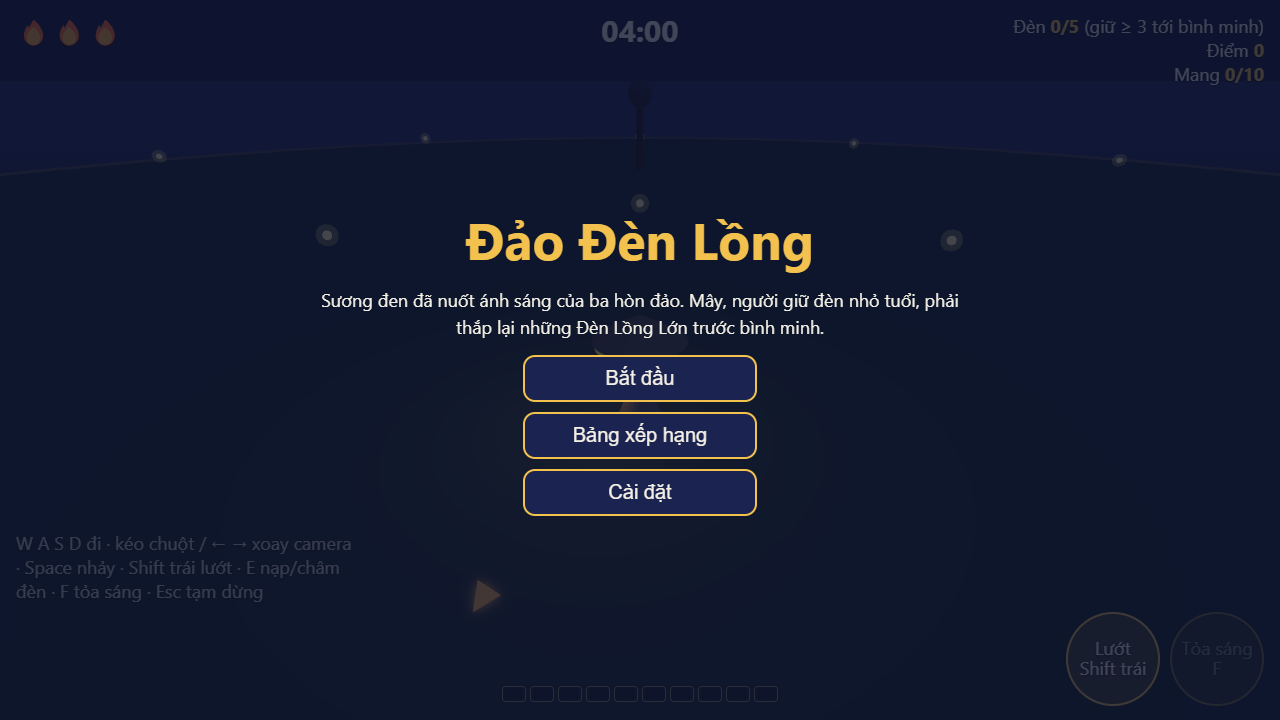 04:00
Đèn 0/5 (giữ ≥ 3 tới bình minh)
Điểm 0
Mang 0/10
Đảo Đèn Lồng
Sương đen đã nuốt ánh sáng của ba hòn đảo. Mây, người giữ đèn nhỏ tuổi, phải
thắp lại những Đèn Lồng Lớn trước bình minh.
Bắt đầu
Bảng xếp hạng
Cài đặt
W A S D đi · kéo chuột / ← → xoay camera
· Space nhảy · Shift trái lướt · E nạp/châm
đèn · F tỏa sáng · Esc tạm dừng
Lướt
Shift trái
Tỏa sáng
F